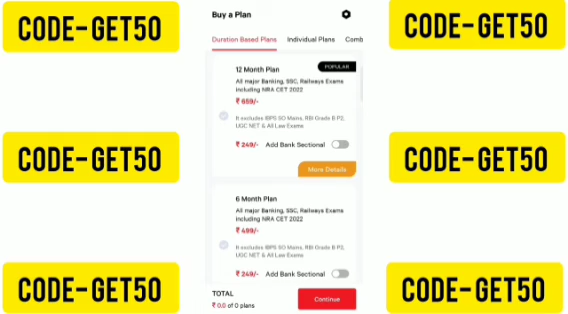 CODE-GET50
CODE-GET50
CODE-GET50
Buy a Plan
Duration Based Plans Individual Plans Comb
POPULAR
12 Month Plan
All major Banking, SSC, Railways Exams
including NRA CET 2022
₹ 659/-
It excludes IBPS SO Mains, RBI Grade B P2,
UGC NET & All Law Exams
₹ 249/- Add Bank Sectional
More Details
6 Month Plan
All major Banking, SSC, Railways Exams
including NRA CET 2022
₹ 499/-
It excludes IBPS SO Mains, RBI Grade B P2,
UGC NET & All Law Exams
₹ 249/- Add Bank Sectional
TOTAL
₹ 0.0 of 0 plans
Continue
CODE-GET50
CODE-GET50
CODE-GET50